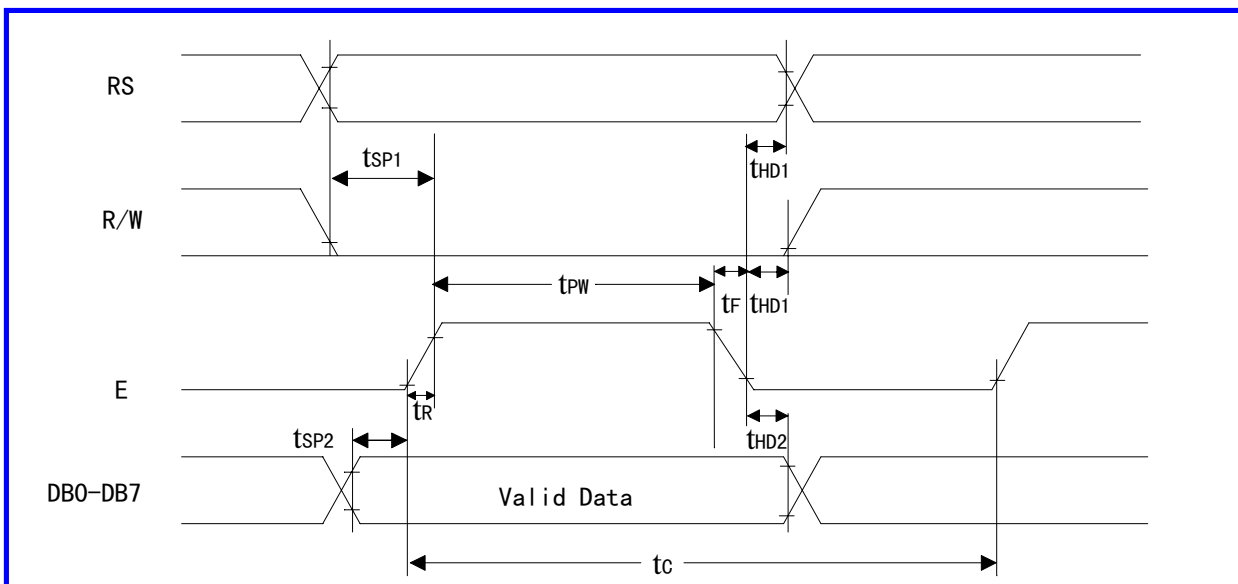 RS
tHD1
tSP1
R/W
tPW
tF
tHD1
E
tR
tSP2
tHD2
DB0-DB7
Valid Data
tC